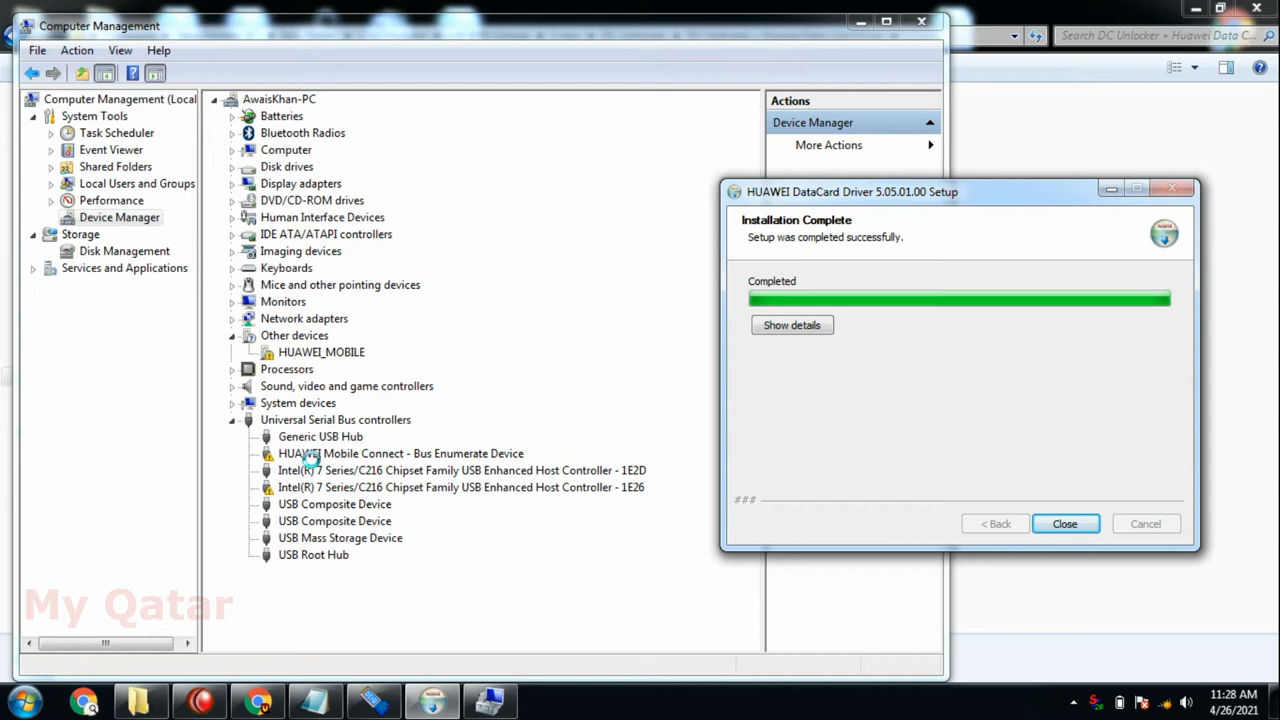 Computer Management
Search DC Unlocker + Huawei Data C...
File Action View Help
Computer Management (Local
System Tools
Task Scheduler
Event Viewer
Shared Folders
Local Users and Groups
Performance
Device Manager
Storage
Disk Management
Services and Applications
AwaisKhan-PC
Batteries
Bluetooth Radios
Computer
Disk drives
Display adapters
DVD/CD-ROM drives
Human Interface Devices
IDE ATA/ATAPI controllers
Imaging devices
Keyboards
Mice and other pointing devices
Monitors
Network adapters
Other devices
HUAWEI_MOBILE
Processors
Sound, video and game controllers
System devices
Universal Serial Bus controllers
Generic USB Hub
HUAWEI Mobile Connect - Bus Enumerate Device
Intel(R) 7 Series/C216 Chipset Family USB Enhanced Host Controller - 1E2D
Intel(R) 7 Series/C216 Chipset Family USB Enhanced Host Controller - 1E26
USB Composite Device
USB Composite Device
USB Mass Storage Device
USB Root Hub
Actions
Device Manager
More Actions
HUAWEI DataCard Driver 5.05.01.00 Setup
Installation Complete
Setup was completed successfully.
Completed
Show details
###
< Back Close Cancel
My Qatar
11:28 AM
4/26/2021